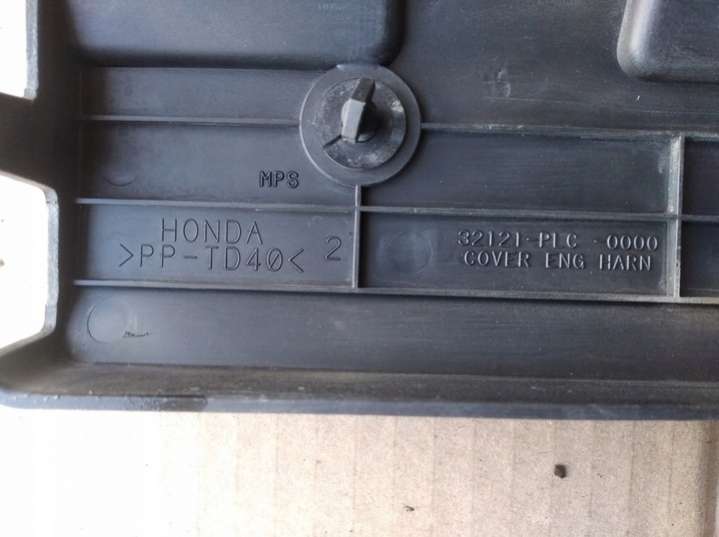 MPS
HONDA
>PP-TD40< 2
32121-PLC -0000
COVER ENG HARN